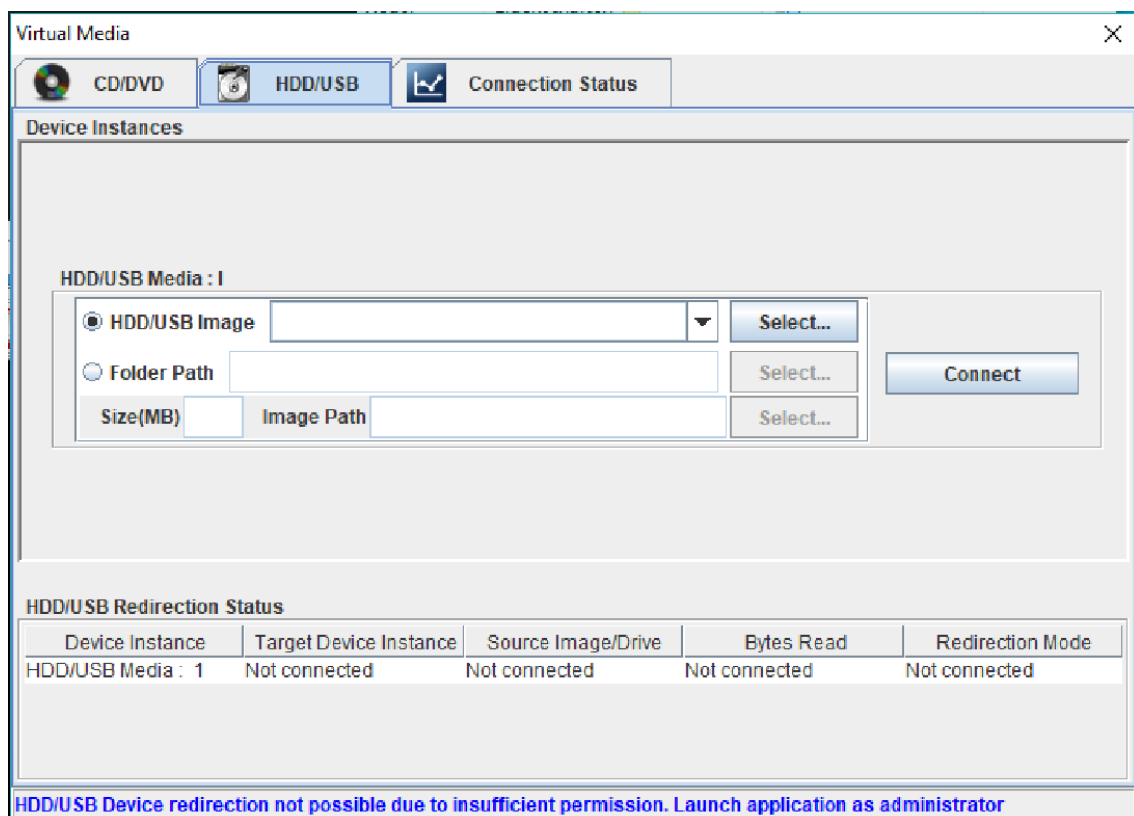 Virtual Media
CD/DVD HDD/USB Connection Status
Device Instances
HDD/USB Media : I
HDD/USB Image Select...
Folder Path Select... Connect
Size(MB) Image Path Select...
HDD/USB Redirection Status
Device Instance Target Device Instance Source Image/Drive Bytes Read Redirection Mode
HDD/USB Media : 1 Not connected Not connected Not connected Not connected
HDD/USB Device redirection not possible due to insufficient permission. Launch application as administrator